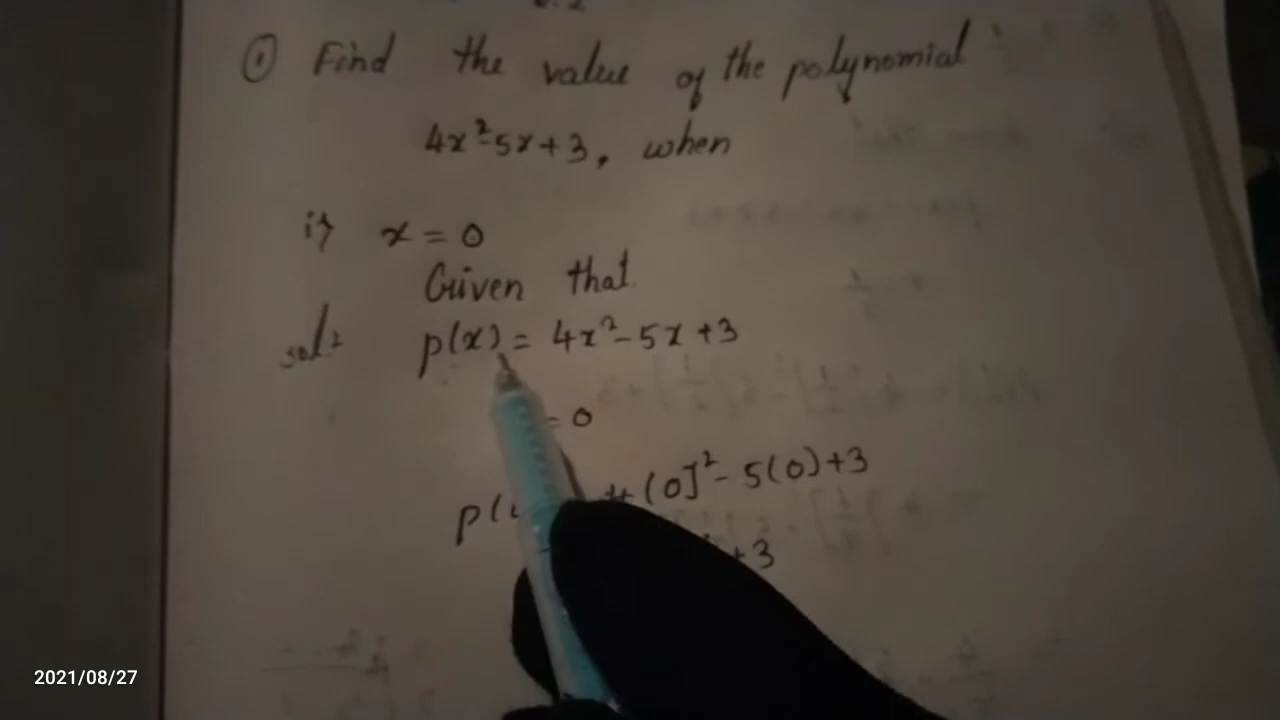 ① Find the value of the polynomial
4x²-5x+3, when
i) x = 0
Given that
sol:
p(x) = 4x²-5x+3
= 0
p( (0]²- 5(0)+3
+3
2021/08/27